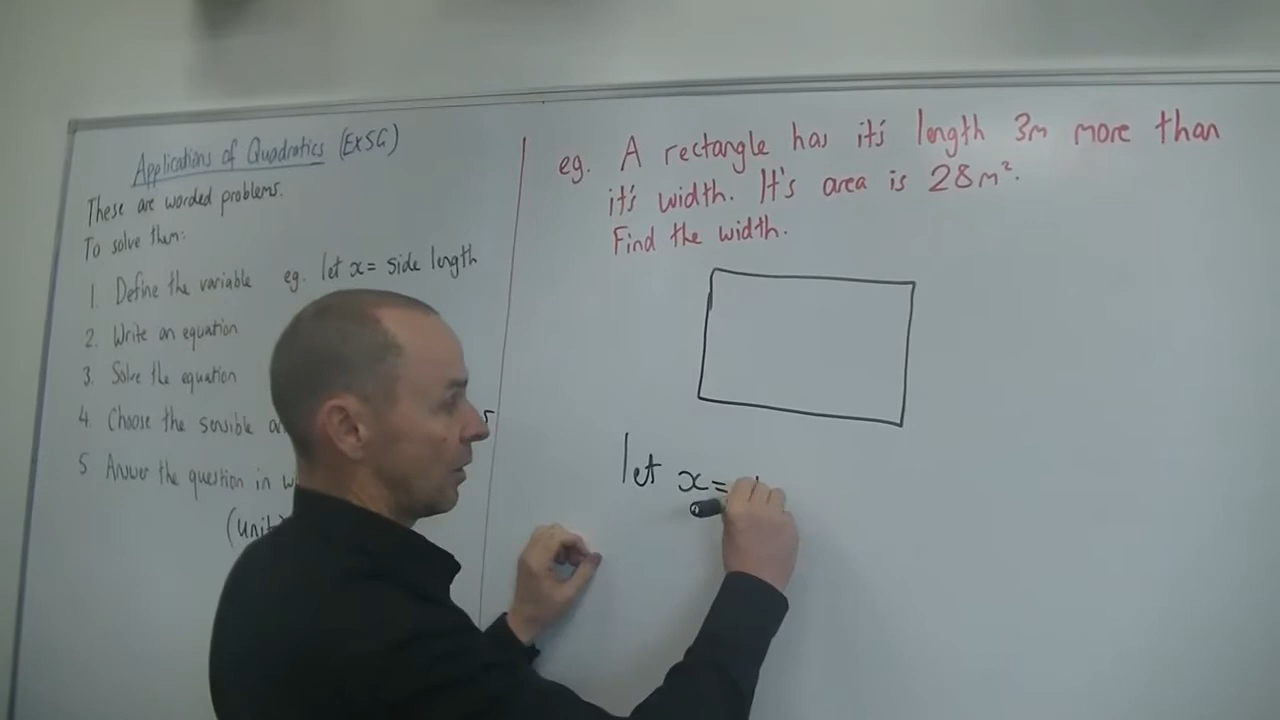 Applications of Quadratics (Ex5G)
These are worded problems.
To solve them:
1. Define the variable eg. let x = side length
2. Write an equation
3. Solve the equation
4. Choose the sensible
5 Answer the question in
eg. A rectangle has it's length 3m more than
it's width. It's area is 28m².
Find the width.
let x =